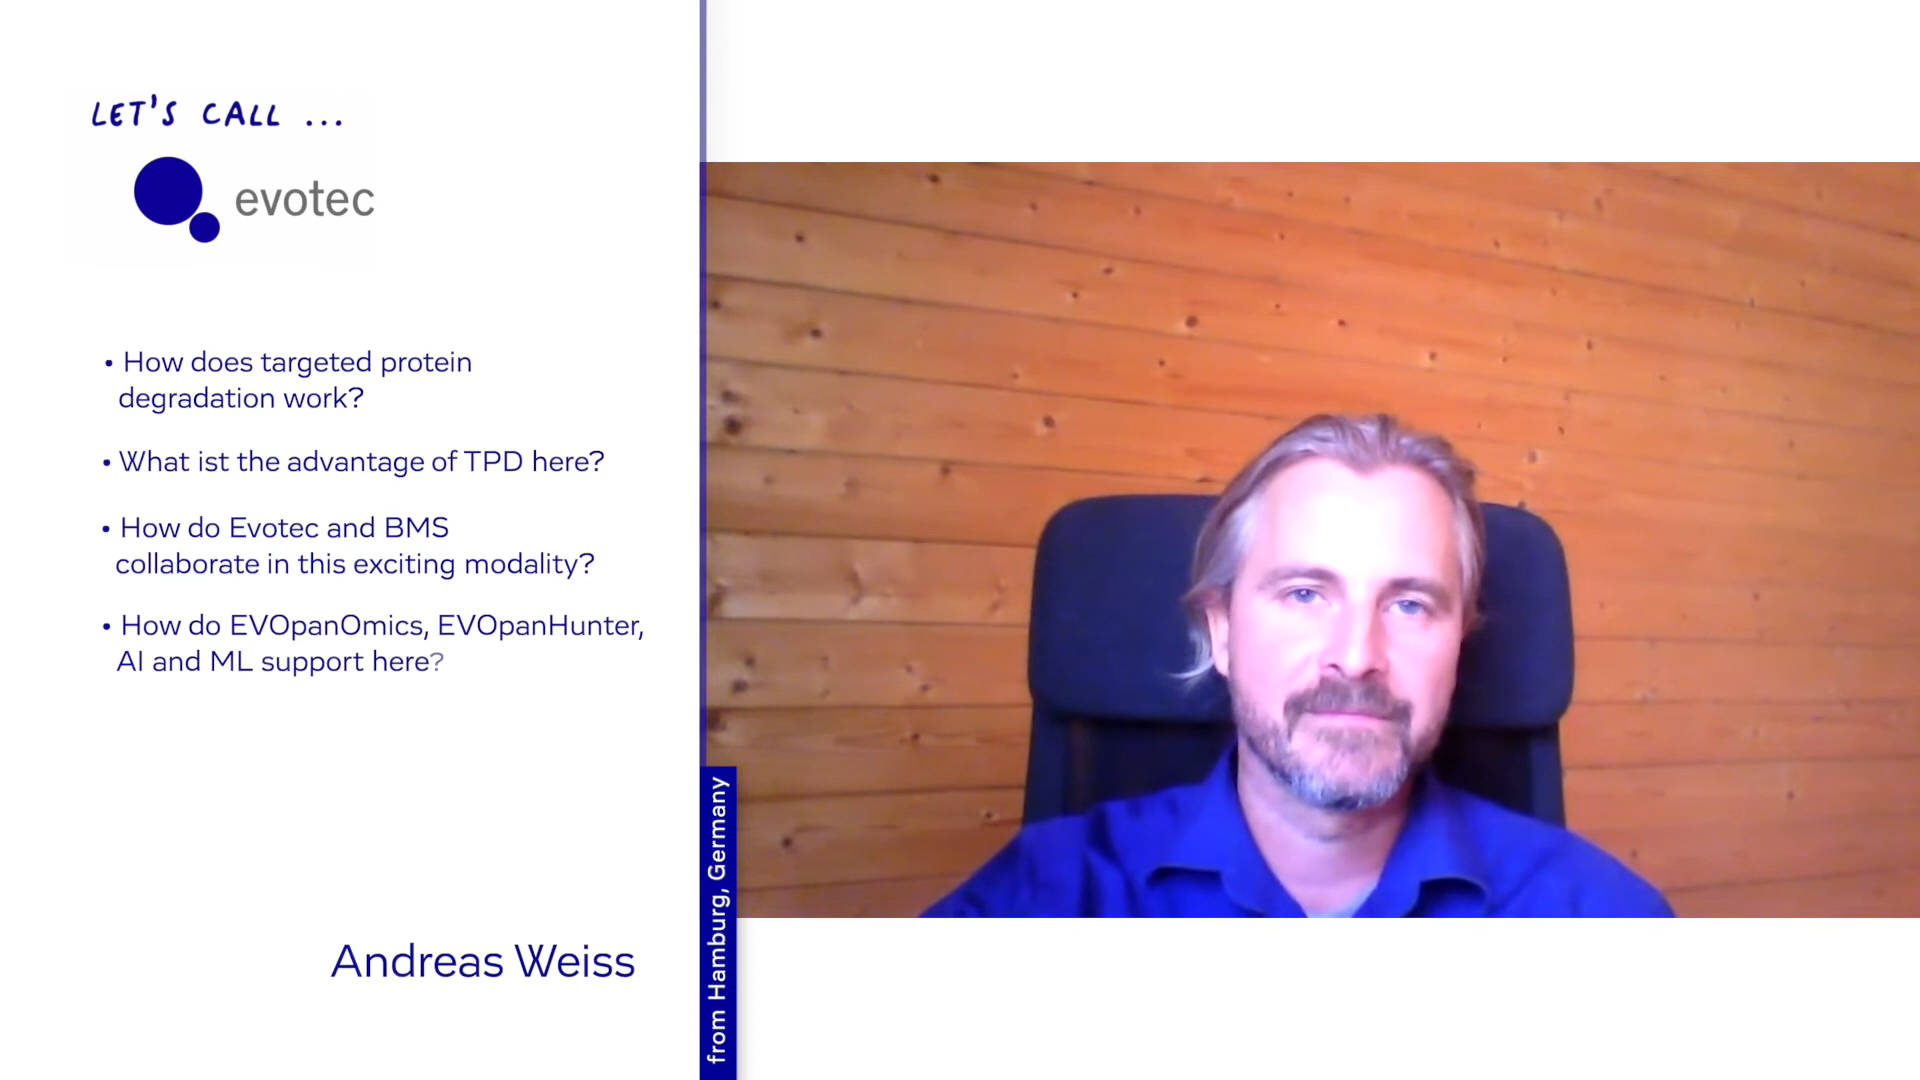 LET'S CALL ...
evotec
• How does targeted protein
degradation work?
• What ist the advantage of TPD here?
• How do Evotec and BMS
collaborate in this exciting modality?
• How do EVOpanOmics, EVOpanHunter,
AI and ML support here?
Andreas Weiss
from Hamburg, Germany